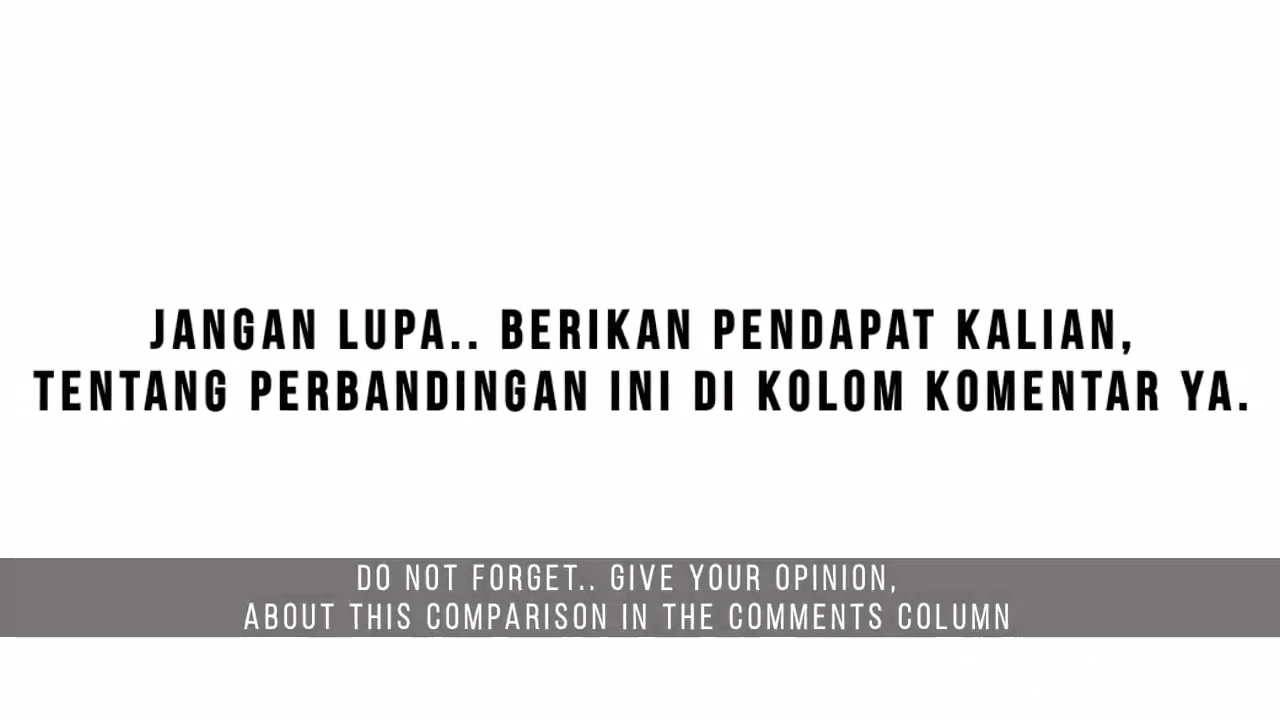 JANGAN LUPA.. BERIKAN PENDAPAT KALIAN,
TENTANG PERBANDINGAN INI DI KOLOM KOMENTAR YA.
DO NOT FORGET.. GIVE YOUR OPINION,
ABOUT THIS COMPARISON IN THE COMMENTS COLUMN